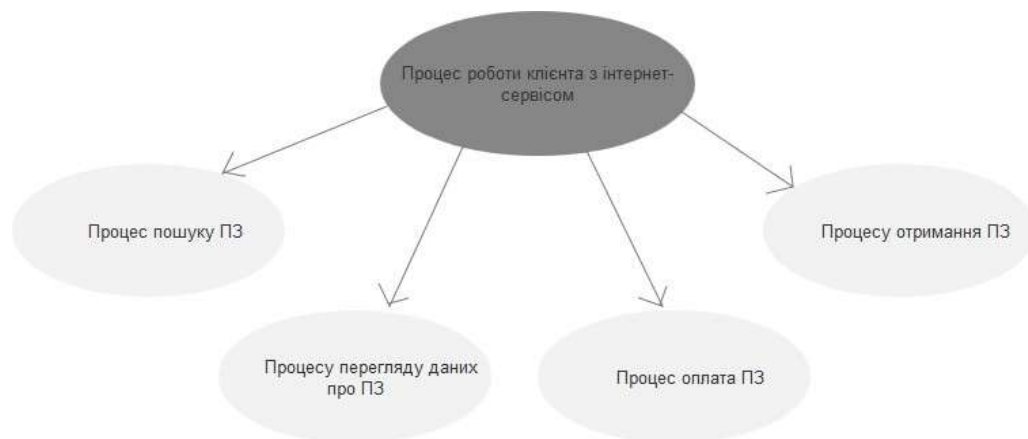 Процес роботи клієнта з інтернет-
сервісом
Процес пошуку ПЗ
Процесу отримання ПЗ
Процесу перегляду даних
про ПЗ
Процес оплата ПЗ